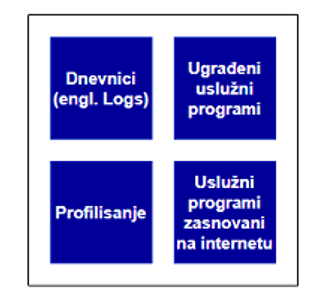 Dnevnici
(engl. Logs)
Ugrađeni
uslužni
programi
Profilisanje
Uslužni
programi
zasnovani
na internetu